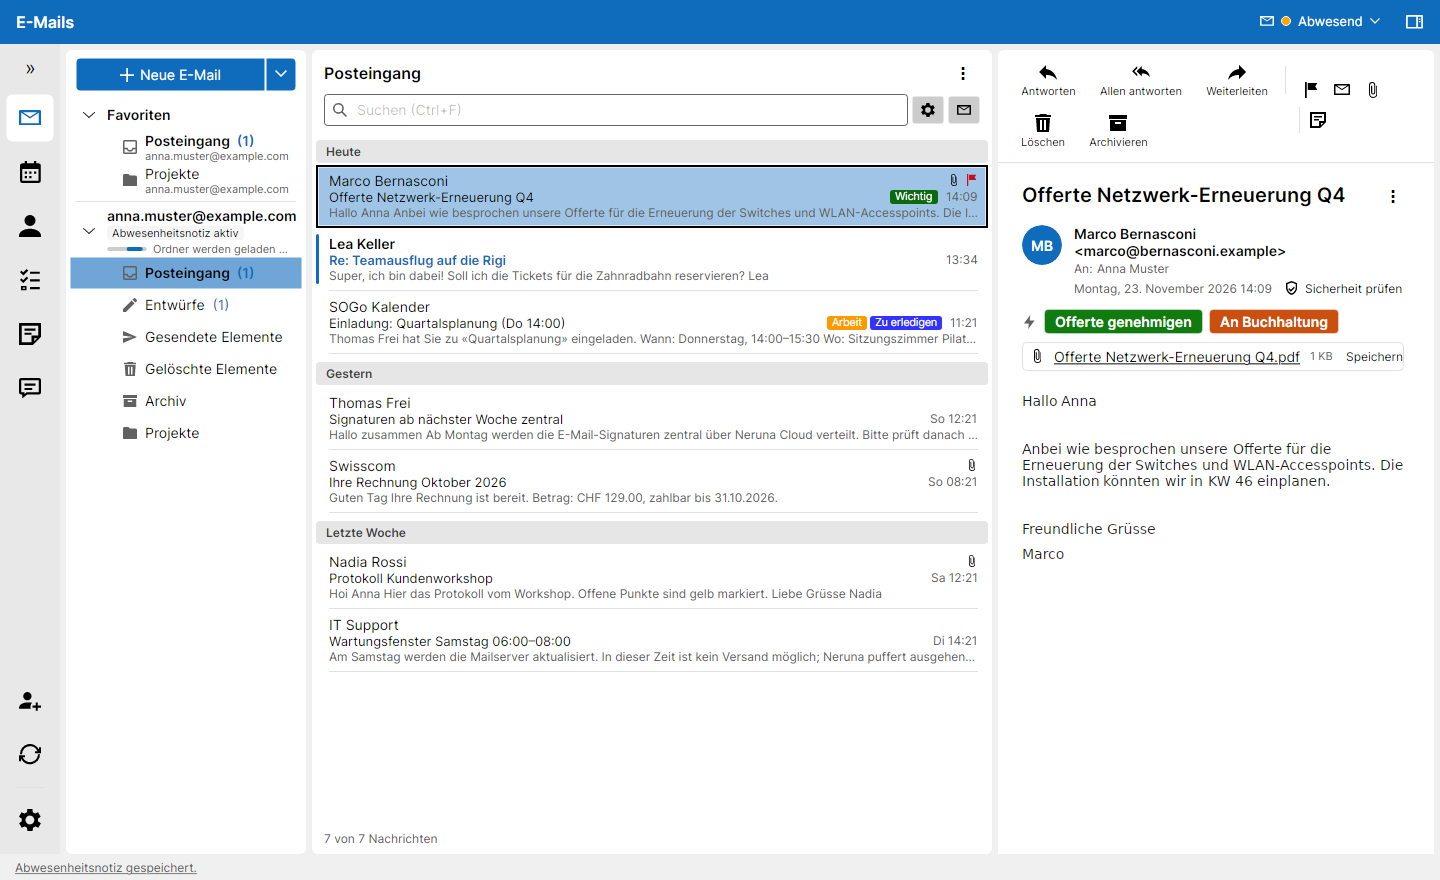 E-Mails
Abwesend
Neue E-Mail
Favoriten
Posteingang (1)
anna.muster@example.com
Projekte
anna.muster@example.com
anna.muster@example.com
Abwesenheitsnotiz aktiv
Ordner werden geladen ...
Posteingang (1)
Entwürfe (1)
Gesendete Elemente
Gelöschte Elemente
Archiv
Projekte
Posteingang
Suchen (Ctrl+F)
Heute
Marco Bernasconi
Offerte Netzwerk-Erneuerung Q4 Wichtig 14:09
Hallo Anna Anbei wie besprochen unsere Offerte für die Erneuerung der Switches und WLAN-Accesspoints. Die I...
Lea Keller
Re: Teamausflug auf die Rigi 13:34
Super, ich bin dabei! Soll ich die Tickets für die Zahnradbahn reservieren? Lea
SOGo Kalender
Einladung: Quartalsplanung (Do 14:00) Arbeit Zu erledigen 11:21
Thomas Frei hat Sie zu «Quartalsplanung» eingeladen. Wann: Donnerstag, 14:00–15:30 Wo: Sitzungszimmer Pilat...
Gestern
Thomas Frei
Signaturen ab nächster Woche zentral So 12:21
Hallo zusammen Ab Montag werden die E-Mail-Signaturen zentral über Neruna Cloud verteilt. Bitte prüft danach ...
Swisscom
Ihre Rechnung Oktober 2026 So 08:21
Guten Tag Ihre Rechnung ist bereit. Betrag: CHF 129.00, zahlbar bis 31.10.2026.
Letzte Woche
Nadia Rossi
Protokoll Kundenworkshop Sa 12:21
Hoi Anna Hier das Protokoll vom Workshop. Offene Punkte sind gelb markiert. Liebe Grüsse Nadia
IT Support
Wartungsfenster Samstag 06:00–08:00 Di 14:21
Am Samstag werden die Mailserver aktualisiert. In dieser Zeit ist kein Versand möglich; Neruna puffert ausgehen...
7 von 7 Nachrichten
Antworten Allen antworten Weiterleiten
Löschen Archivieren
Offerte Netzwerk-Erneuerung Q4
MB
Marco Bernasconi
<marco@bernasconi.example>
An: Anna Muster
Montag, 23. November 2026 14:09 Sicherheit prüfen
Offerte genehmigen An Buchhaltung
Offerte Netzwerk-Erneuerung Q4.pdf 1 KB Speichern
Hallo Anna
Anbei wie besprochen unsere Offerte für die
Erneuerung der Switches und WLAN-Accesspoints. Die
Installation könnten wir in KW 46 einplanen.
Freundliche Grüsse
Marco
Abwesenheitsnotiz gespeichert.